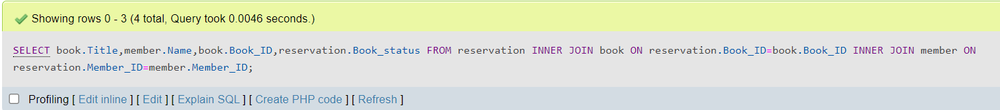 Showing rows 0 - 3 (4 total, Query took 0.0046 seconds.)
SELECT book.Title,member.Name,book.Book_ID,reservation.Book_status FROM reservation INNER JOIN book ON reservation.Book_ID=book.Book_ID INNER JOIN member ON
reservation.Member_ID=member.Member_ID;
Profiling [ Edit inline ] [ Edit ] [ Explain SQL ] [ Create PHP code ] [ Refresh ]